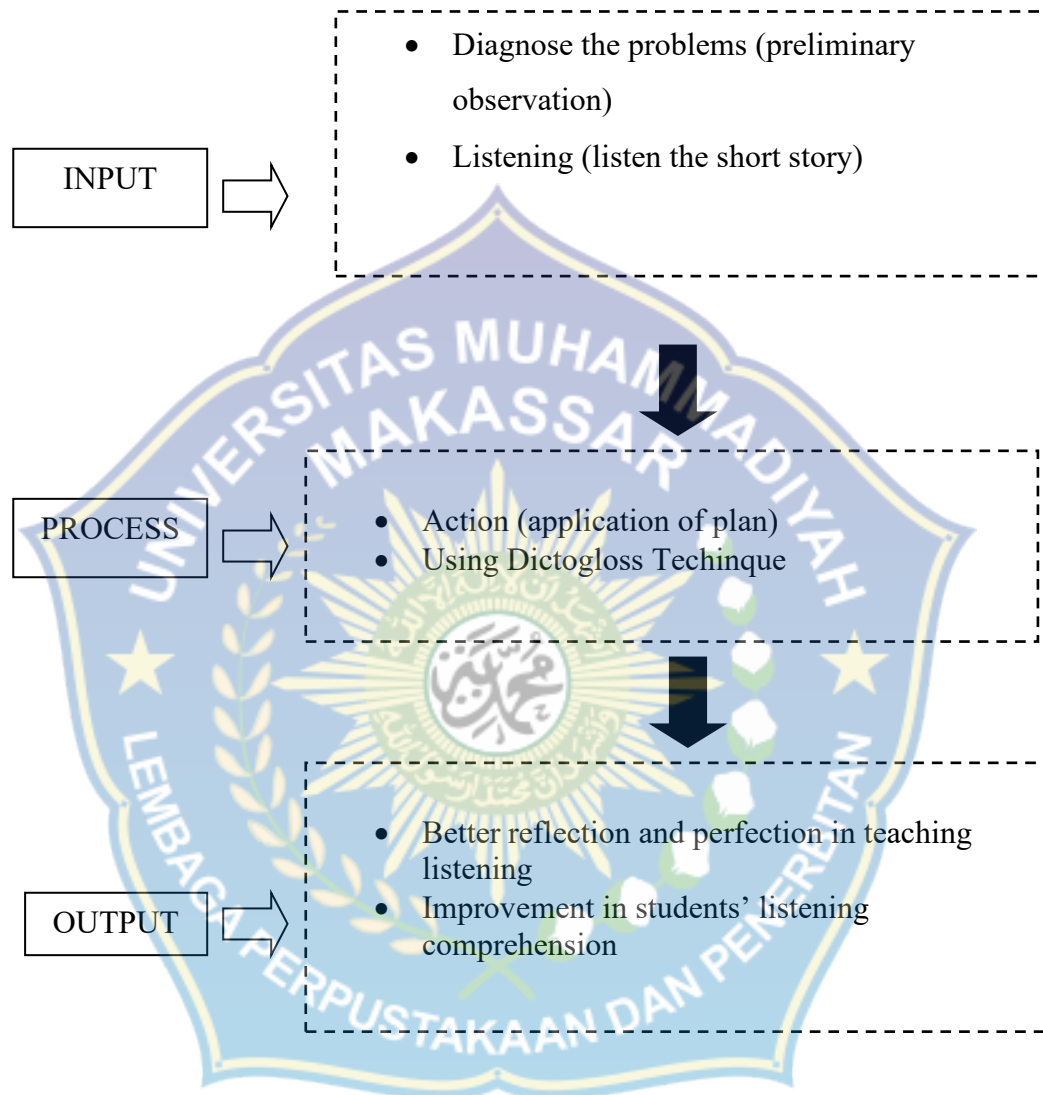 • Diagnose the problems (preliminary
observation)
• Listening (listen the short story)
INPUT
UNIVERSITAS MUHAMMADIYAH
MAKASSAR
PROCESS
• Action (application of plan)
• Using Dictogloss Techinque
• Better reflection and perfection in teaching
listening
• Improvement in students’ listening
comprehension
OUTPUT
LEMBAGA PERPUSTAKAAN DAN PENERBITAN